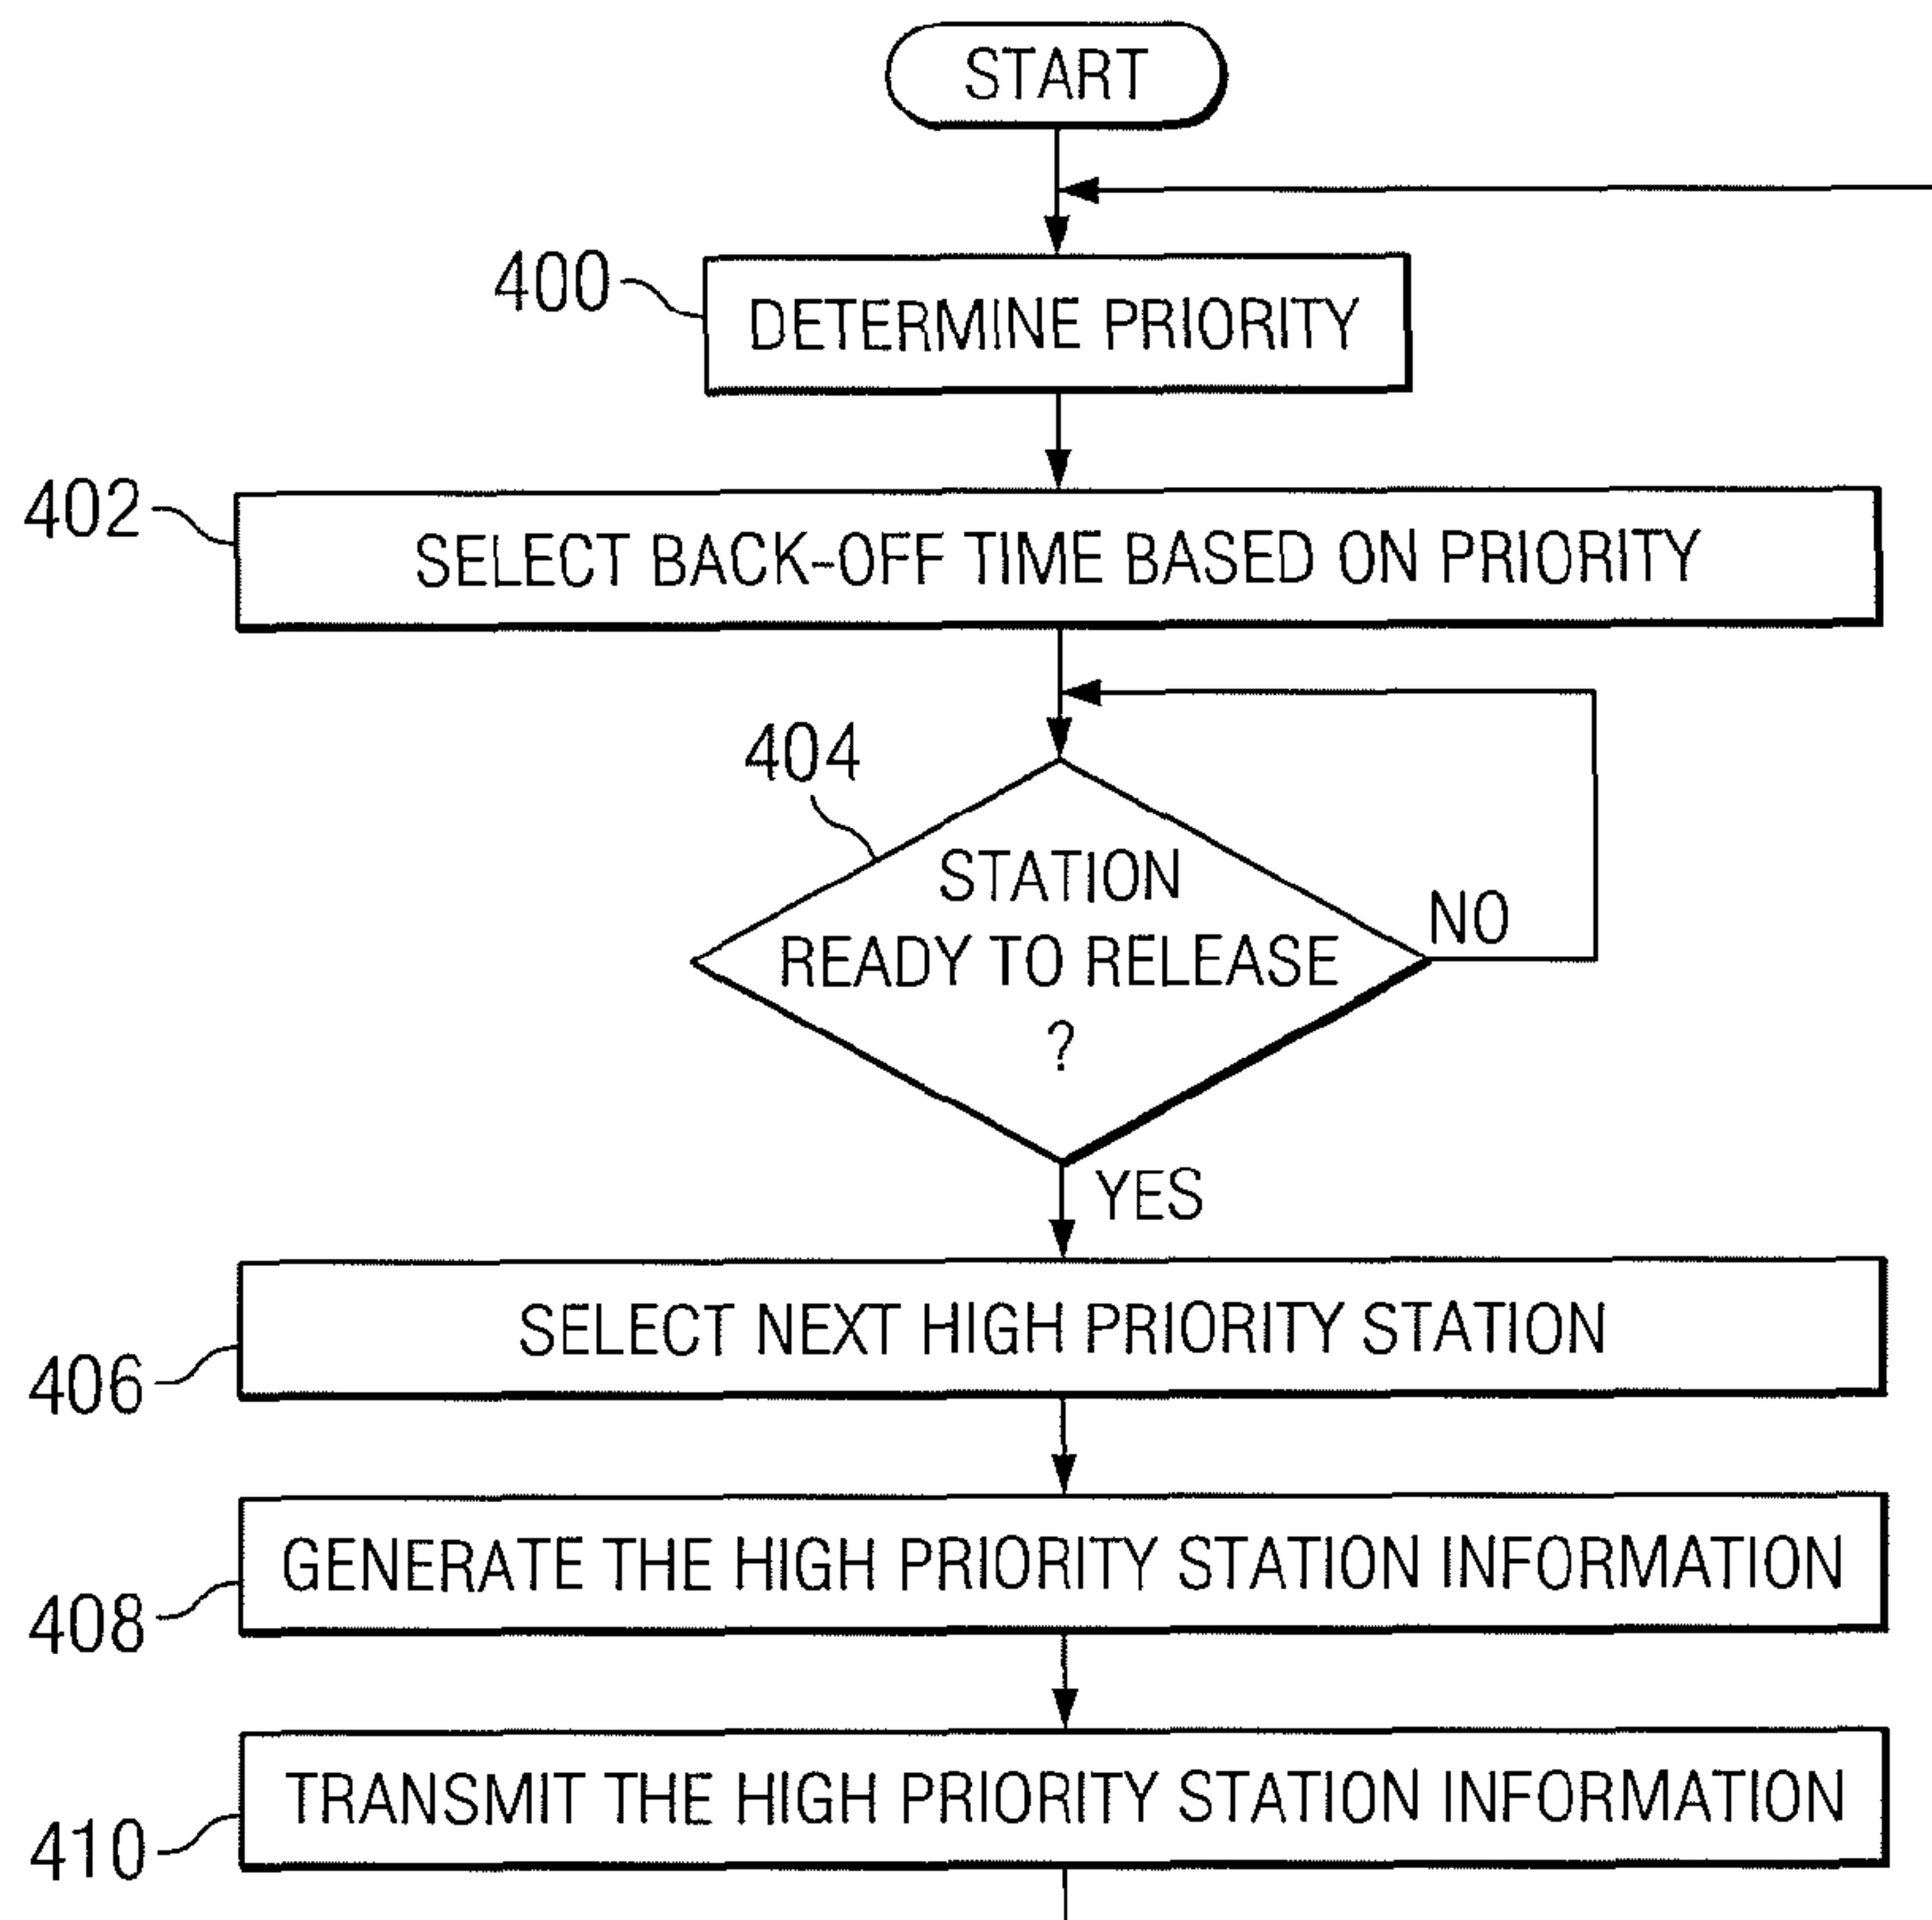 START
400
DETERMINE PRIORITY
402
SELECT BACK-OFF TIME BASED ON PRIORITY
404
STATION
READY TO RELEASE
?
NO
YES
SELECT NEXT HIGH PRIORITY STATION
406
GENERATE THE HIGH PRIORITY STATION INFORMATION
408
TRANSMIT THE HIGH PRIORITY STATION INFORMATION
410